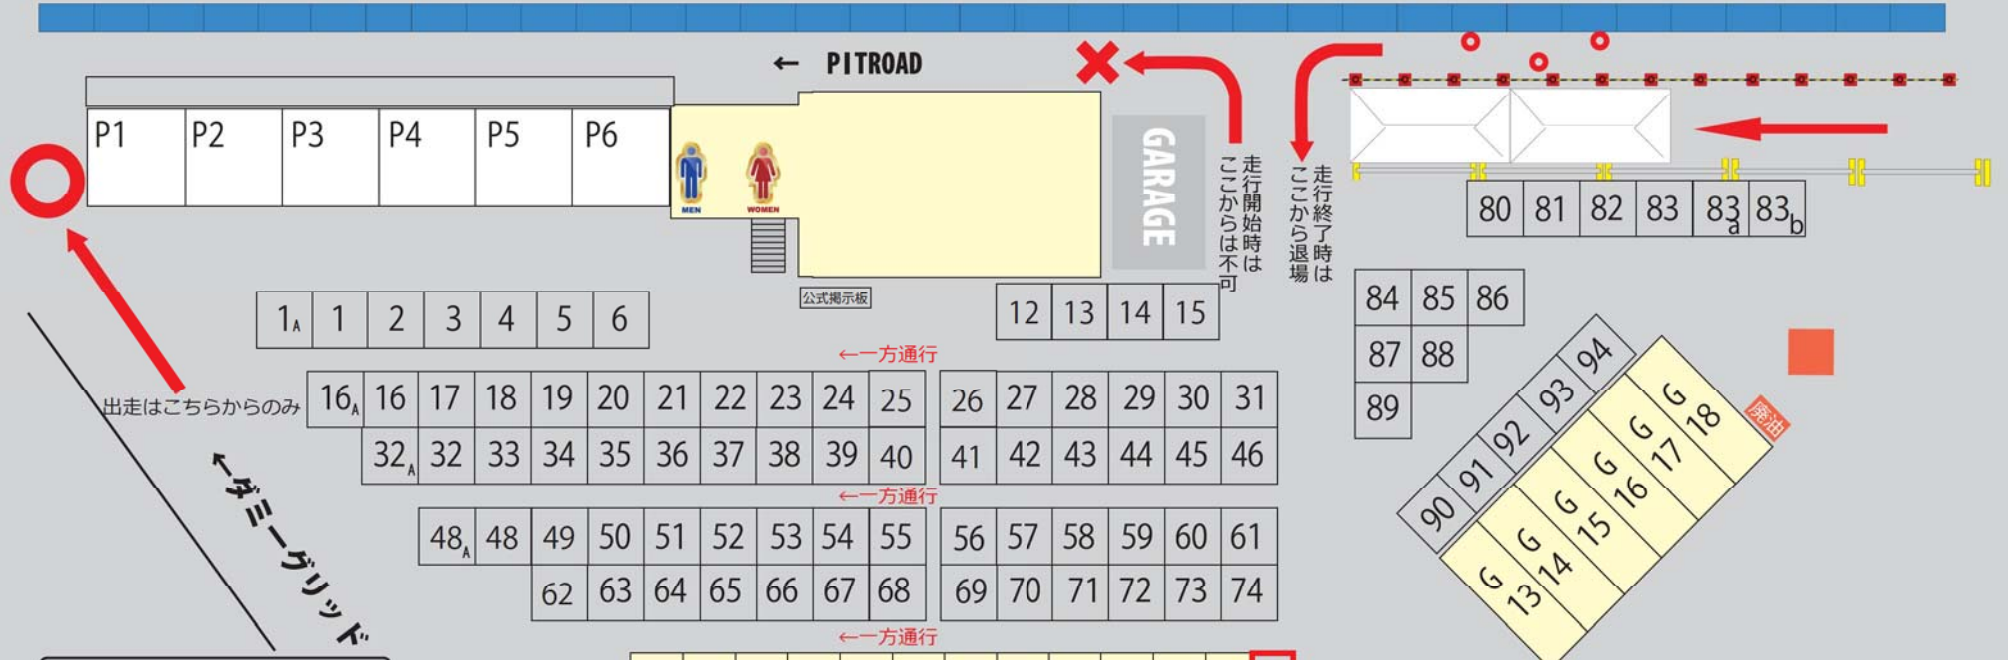 ← PITROAD
P1 P2 P3 P4 P5 P6
MEN WOMEN
GARAGE
走行開始時は
ここからは不可
走行終了時は
ここから退場
80 81 82 83 83a 83b
公式掲示板
84 85 86
87 88
89
1A 1 2 3 4 5 6
12 13 14 15
←一方通行
出走はこちらからのみ
16A 16 17 18 19 20 21 22 23 24 25 26 27 28 29 30 31
32A 32 33 34 35 36 37 38 39 40 41 42 43 44 45 46
←一方通行
←ダミーグリッド
48A 48 49 50 51 52 53 54 55 56 57 58 59 60 61
62 63 64 65 66 67 68 69 70 71 72 73 74
←一方通行
90 91 92 93 94
G13 G14 G15 G16 G17 G18
廃油